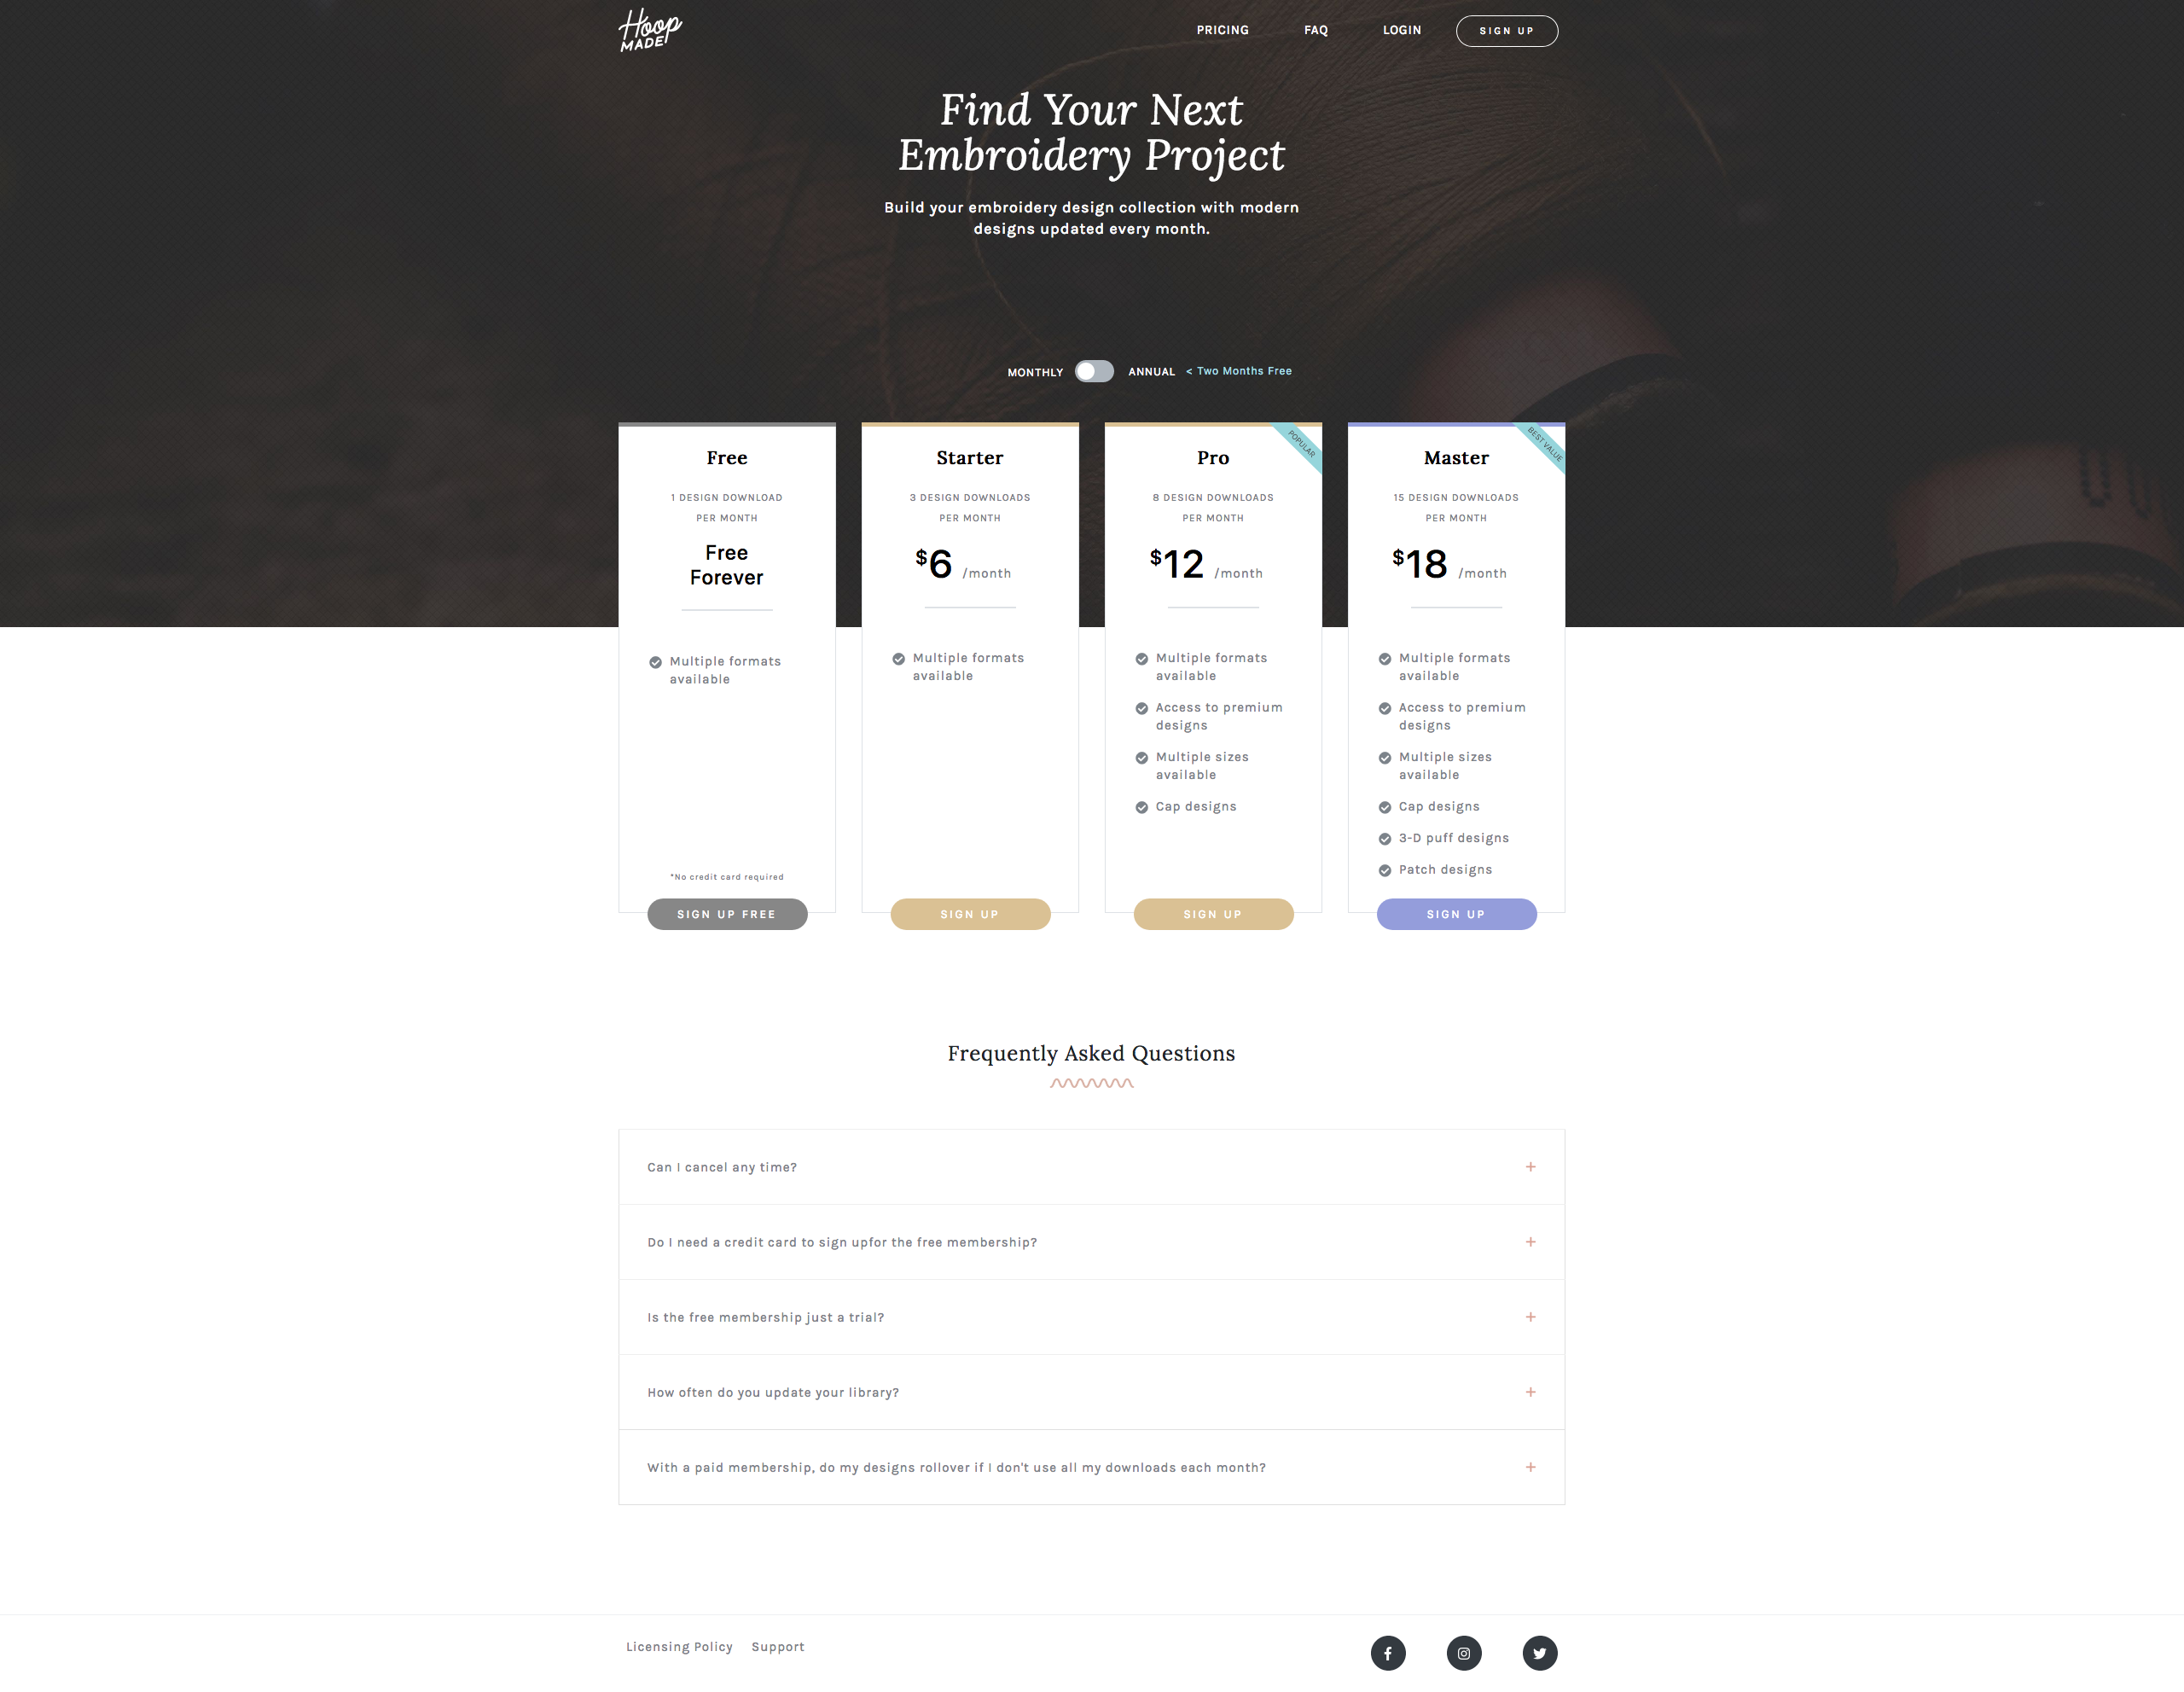 Hoop
MADE
PRICING FAQ LOGIN SIGN UP
Find Your Next
Embroidery Project
Build your embroidery design collection with modern
designs updated every month.
MONTHLY ANNUAL < Two Months Free
Free
1 DESIGN DOWNLOAD
PER MONTH
Free
Forever
Multiple formats
available
*No credit card required
SIGN UP FREE
Starter
3 DESIGN DOWNLOADS
PER MONTH
$6 /month
Multiple formats
available
SIGN UP
POPULAR
Pro
8 DESIGN DOWNLOADS
PER MONTH
$12 /month
Multiple formats
available
Access to premium
designs
Multiple sizes
available
Cap designs
SIGN UP
BEST VALUE
Master
15 DESIGN DOWNLOADS
PER MONTH
$18 /month
Multiple formats
available
Access to premium
designs
Multiple sizes
available
Cap designs
3-D puff designs
Patch designs
SIGN UP
Frequently Asked Questions
Can I cancel any time? +
Do I need a credit card to sign upfor the free membership? +
Is the free membership just a trial? +
How often do you update your library? +
With a paid membership, do my designs rollover if I don't use all my downloads each month? +
Licensing Policy Support